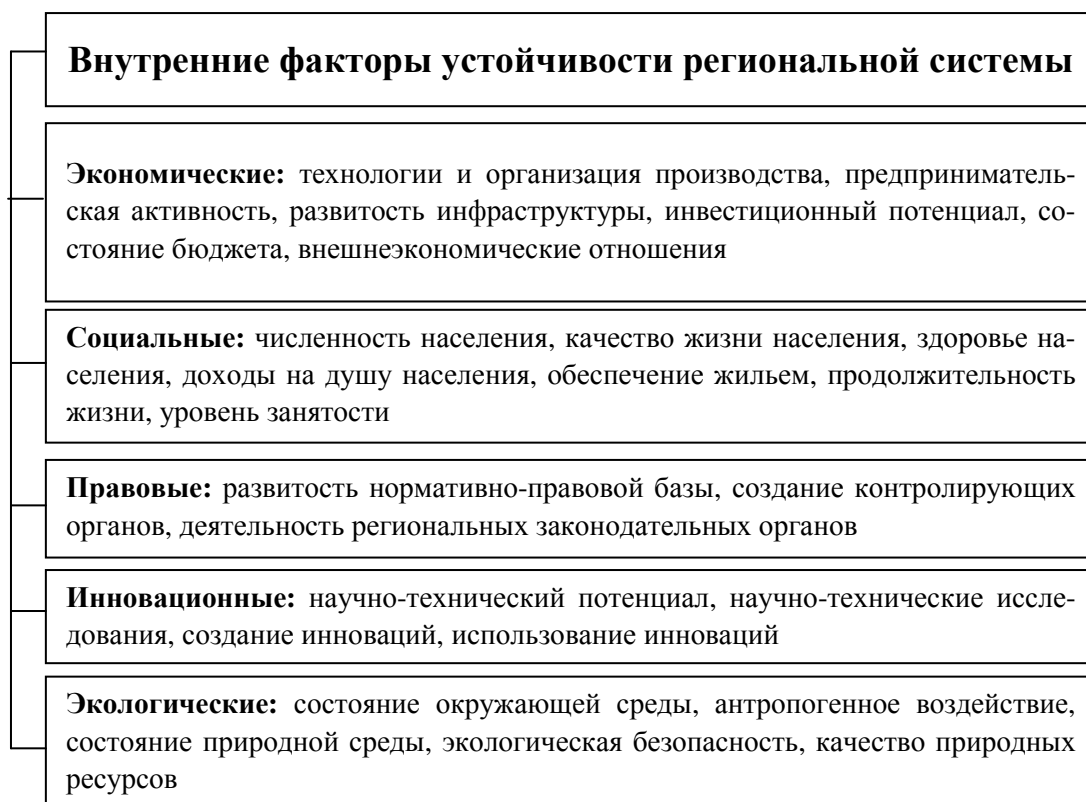 Внутренние факторы устойчивости региональной системы
Экономические: технологии и организация производства, предприниматель-
ская активность, развитость инфраструктуры, инвестиционный потенциал, со-
стояние бюджета, внешнеэкономические отношения
Социальные: численность населения, качество жизни населения, здоровье на-
селения, доходы на душу населения, обеспечение жильем, продолжительность
жизни, уровень занятости
Правовые: развитость нормативно-правовой базы, создание контролирующих
органов, деятельность региональных законодательных органов
Инновационные: научно-технический потенциал, научно-технические иссле-
дования, создание инноваций, использование инноваций
Экологические: состояние окружающей среды, антропогенное воздействие,
состояние природной среды, экологическая безопасность, качество природных
ресурсов